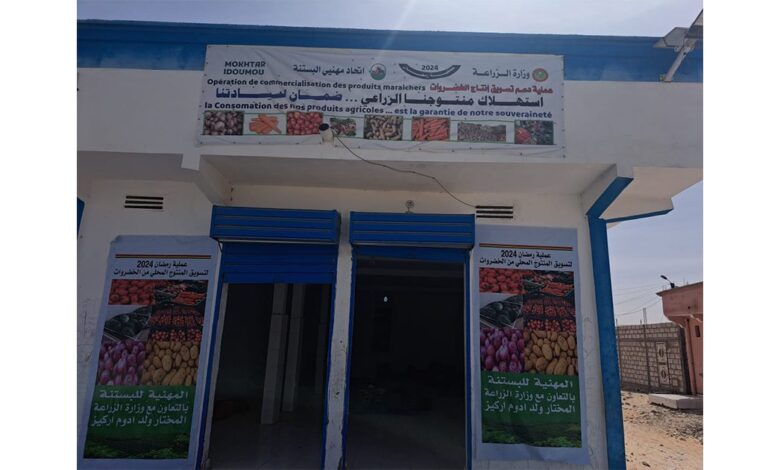 MOKHTAR
IDOUMOU
اتحاد مهنيي البستنة
2024
وزارة الزراعة
Opération de commercialisation des produits maraichers
عملية دعم تسويق إنتاج الخضروات
استهلاك منتوجنا الزراعي ... ضمان لسيادتنا
la Consomation des nos produits agricoles ... est la garantie de notre souveraineté
عملية رمضان 2024
لتسويق المنتوج المحلي من الخضروات
المهنية للبستنة
بالتعاون مع وزارة الزراعة
المختار ولد ادوم اركيز
عملية رمضان 2024
لتسويق المنتوج المحلي من الخضروات
المهنية للبستنة
بالتعاون مع وزارة الزراعة
المختار ولد ادوم اركيز